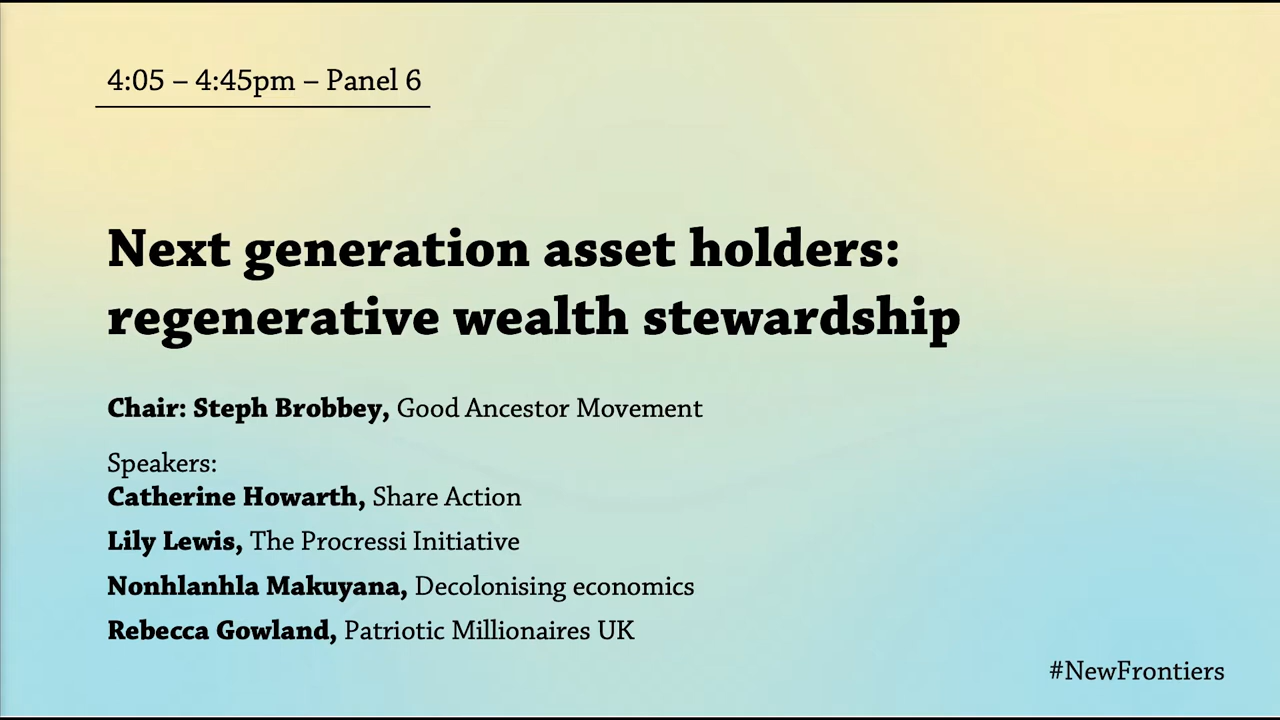 4:05 – 4:45pm – Panel 6
Next generation asset holders:
regenerative wealth stewardship
Chair: Steph Brobbey, Good Ancestor Movement
Speakers:
Catherine Howarth, Share Action
Lily Lewis, The Procressi Initiative
Nonhlanhla Makuyana, Decolonising economics
Rebecca Gowland, Patriotic Millionaires UK
#NewFrontiers